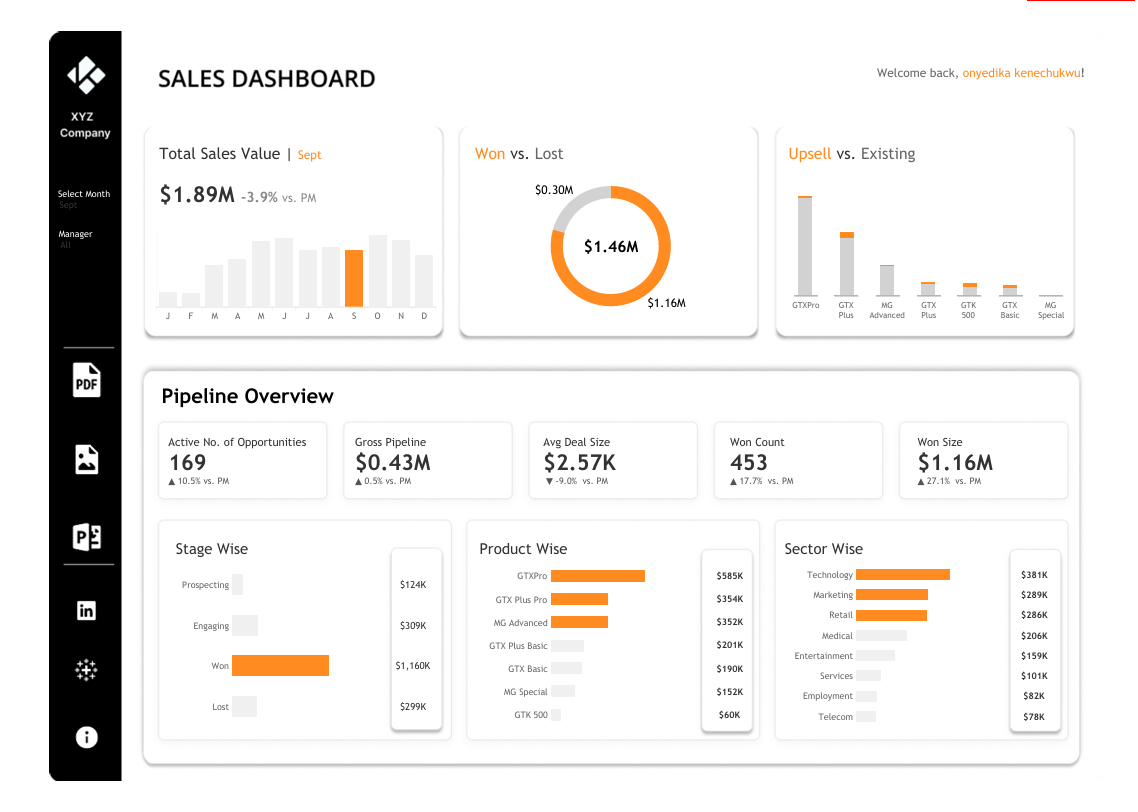 XYZ
Company
Select Month
Sept
Manager
All
PDF
P
in
SALES DASHBOARD
Welcome back, onyedika kenechukwu!
Total Sales Value | Sept
$1.89M -3.9% vs. PM
J F M A M J J A S O N D
Won vs. Lost
$0.30M
$1.46M
$1.16M
Upsell vs. Existing
GTXPro GTX Plus MG Advanced GTX Plus GTK 500 GTX Basic MG Special
Pipeline Overview
Active No. of Opportunities
169
▲ 10.5% vs. PM
Gross Pipeline
$0.43M
▲ 0.5% vs. PM
Avg Deal Size
$2.57K
▼ -9.0% vs. PM
Won Count
453
▲ 17.7% vs. PM
Won Size
$1.16M
▲ 27.1% vs. PM
Stage Wise
Prospecting $124K
Engaging $309K
Won $1,160K
Lost $299K
Product Wise
GTXPro $585K
GTX Plus Pro $354K
MG Advanced $352K
GTX Plus Basic $201K
GTX Basic $190K
MG Special $152K
GTK 500 $60K
Sector Wise
Technology $381K
Marketing $289K
Retail $286K
Medical $206K
Entertainment $159K
Services $101K
Employment $82K
Telecom $78K